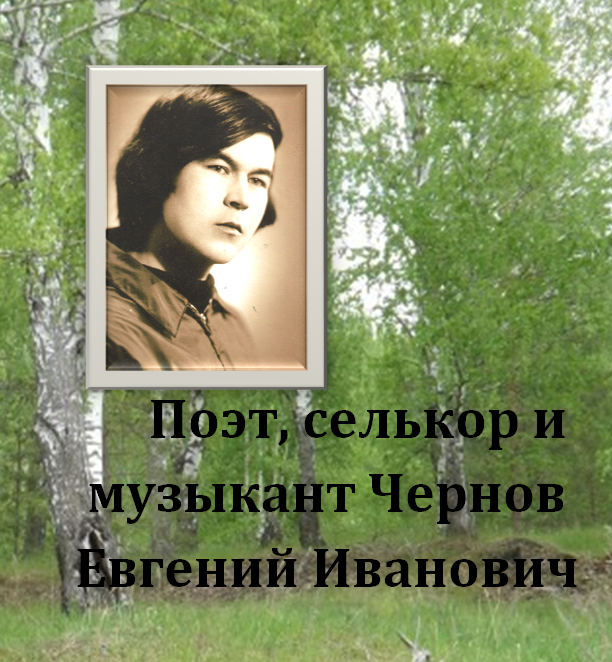 Поэт, селькор и
музыкант Чернов
Евгений Иванович